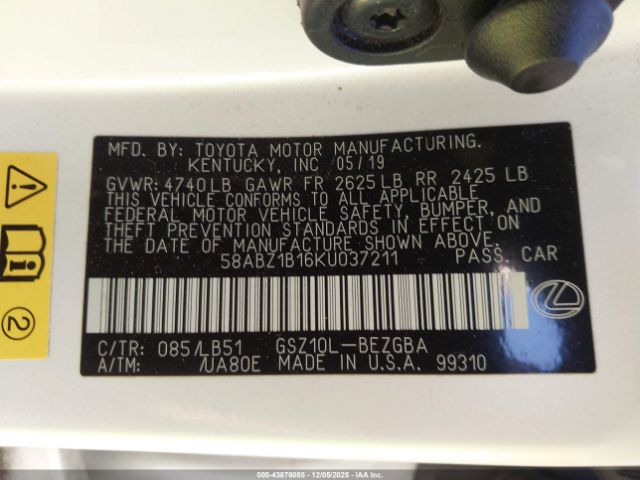 MFD. BY: TOYOTA MOTOR MANUFACTURING.
KENTUCKY, INC 05/19
GVWR: 4740LB GAWR FR 2625LB RR 2425 LB
THIS VEHICLE CONFORMS TO ALL APPLICABLE
FEDERAL MOTOR VEHICLE SAFETY, BUMPER, AND
THEFT PREVENTION STANDARDS IN EFFECT ON
THE DATE OF MANUFACTURE SHOWN ABOVE.
58ABZ1B16KU037211 PASS. CAR
C/TR: 085/LB51 GSZ10L-BEZGBA
A/TM: /UA80E MADE IN U.S.A. 99310
2
00-43876085 - 12/05/2025 - IAA